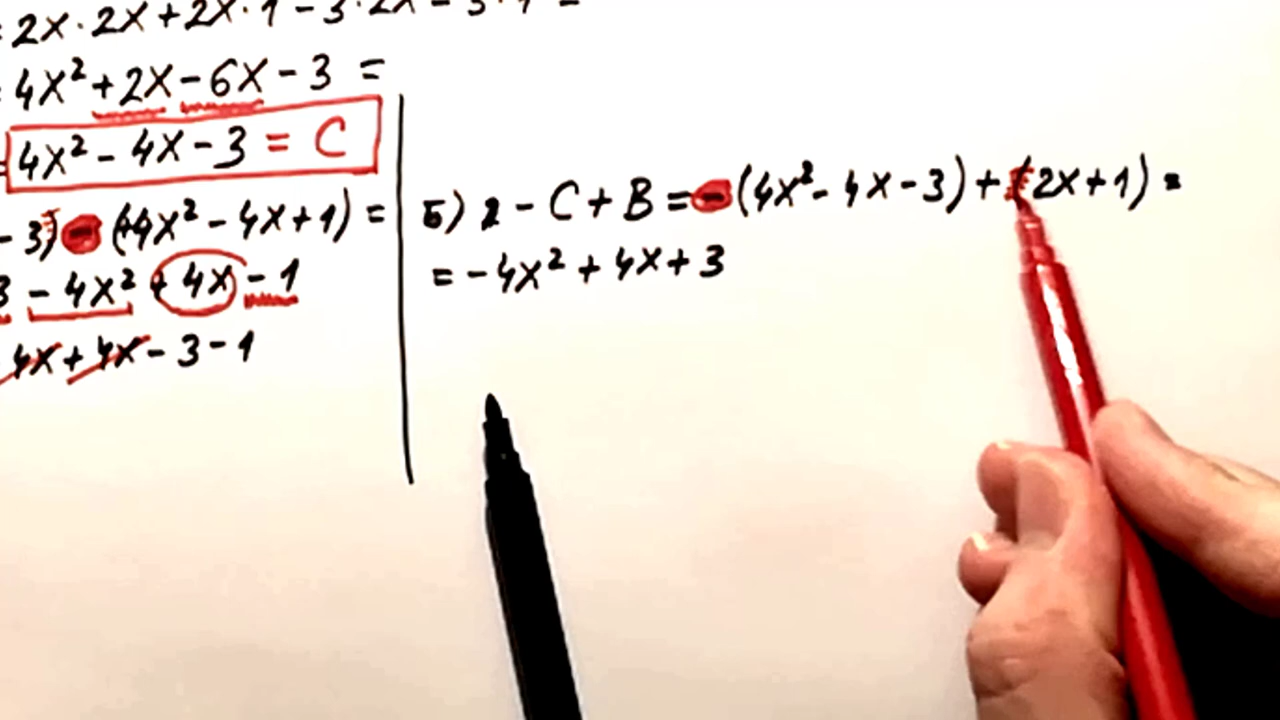 = 2x · 2x + 2x · 1 - 3 · 2x - 3 · 1 =
= 4x² + 2x - 6x - 3 =
= 4x² - 4x - 3 = C
- 3) - (4x² - 4x + 1) =
3 - 4x² + 4x - 1
4x + 4x - 3 - 1
Б) 2 - C + B = - (4x² - 4x - 3) + (2x + 1) =
= - 4x² + 4x + 3